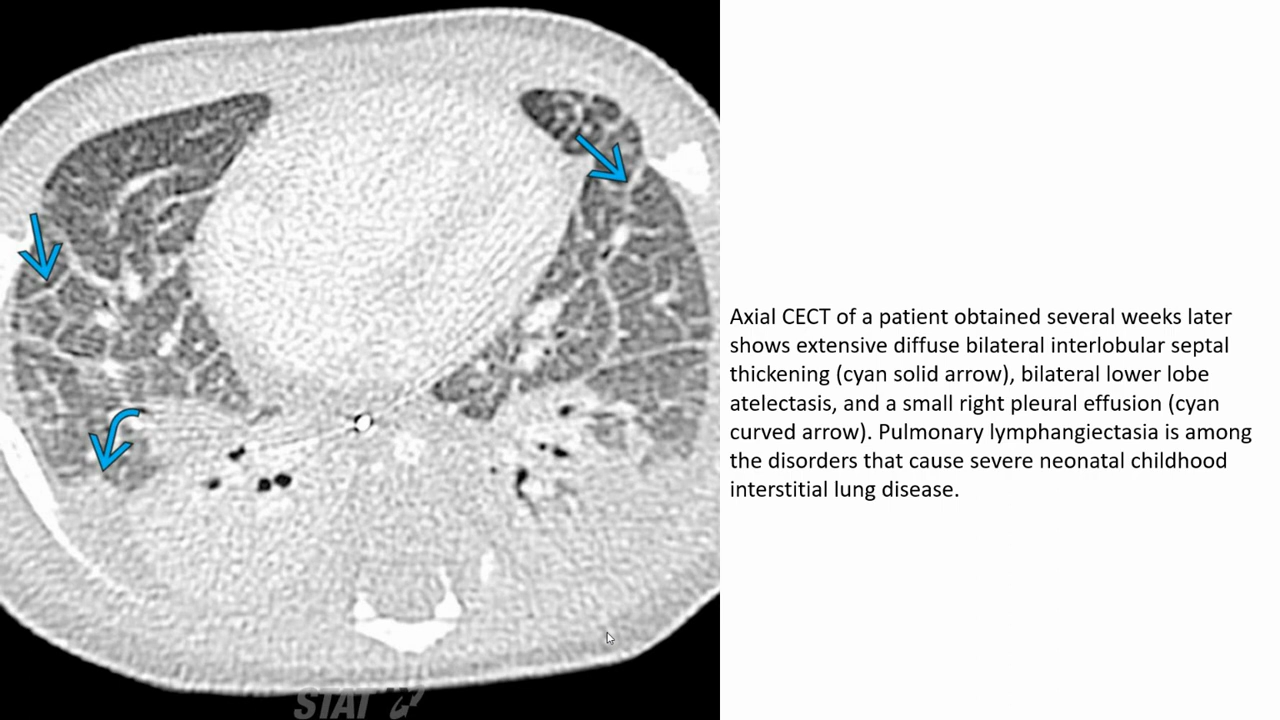 Axial CECT of a patient obtained several weeks later
shows extensive diffuse bilateral interlobular septal
thickening (cyan solid arrow), bilateral lower lobe
atelectasis, and a small right pleural effusion (cyan
curved arrow). Pulmonary lymphangiectasia is among
the disorders that cause severe neonatal childhood
interstitial lung disease.
STAT